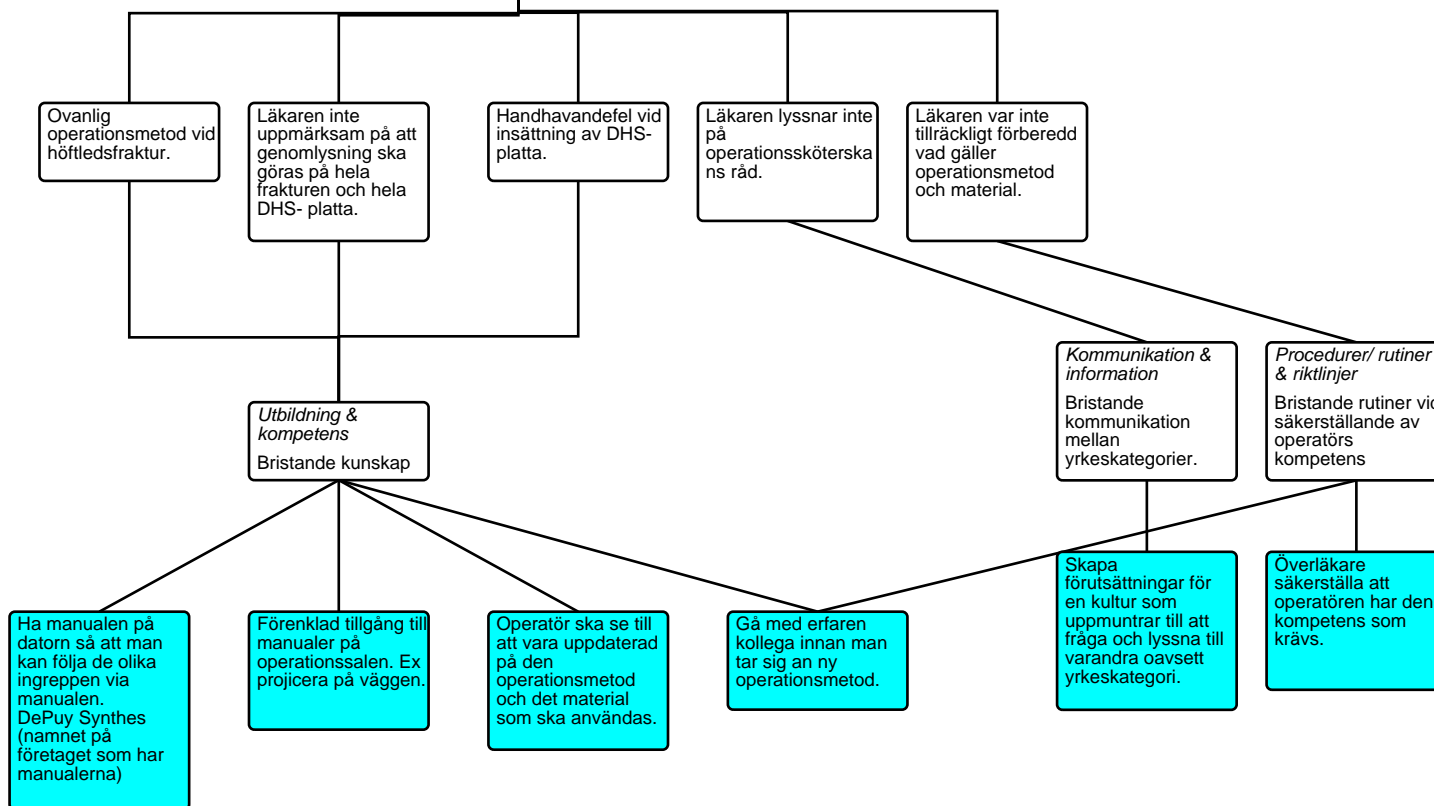 Ovanlig
operationsmetod vid
höftledsfraktur.
Läkaren inte
uppmärksam på att
genomlysning ska
göras på hela
frakturen och hela
DHS- platta.
Handhavandefel vid
insättning av DHS-
platta.
Läkaren lyssnar inte
på
operationssköterska
ns råd.
Läkaren var inte
tillräckligt förberedd
vad gäller
operationsmetod
och material.
Utbildning &
kompetens
Bristande kunskap
Kommunikation &
information
Bristande
kommunikation
mellan
yrkeskategorier.
Procedurer/ rutiner
& riktlinjer
Bristande rutiner vid
säkerställande av
operatörs
kompetens
Ha manualen på
datorn så att man
kan följa de olika
ingreppen via
manualen.
DePuy Synthes
(namnet på
företaget som har
manualerna)
Förenklad tillgång till
manualer på
operationssalen. Ex
projicera på väggen.
Operatör ska se till
att vara uppdaterad
på den
operationsmetod
och det material
som ska användas.
Gå med erfaren
kollega innan man
tar sig an ny
operationsmetod.
Skapa
förutsättningar för
en kultur som
uppmuntrar till att
fråga och lyssna till
varandra oavsett
yrkeskategori.
Överläkare
säkerställa att
operatören har den
kompetens som
krävs.